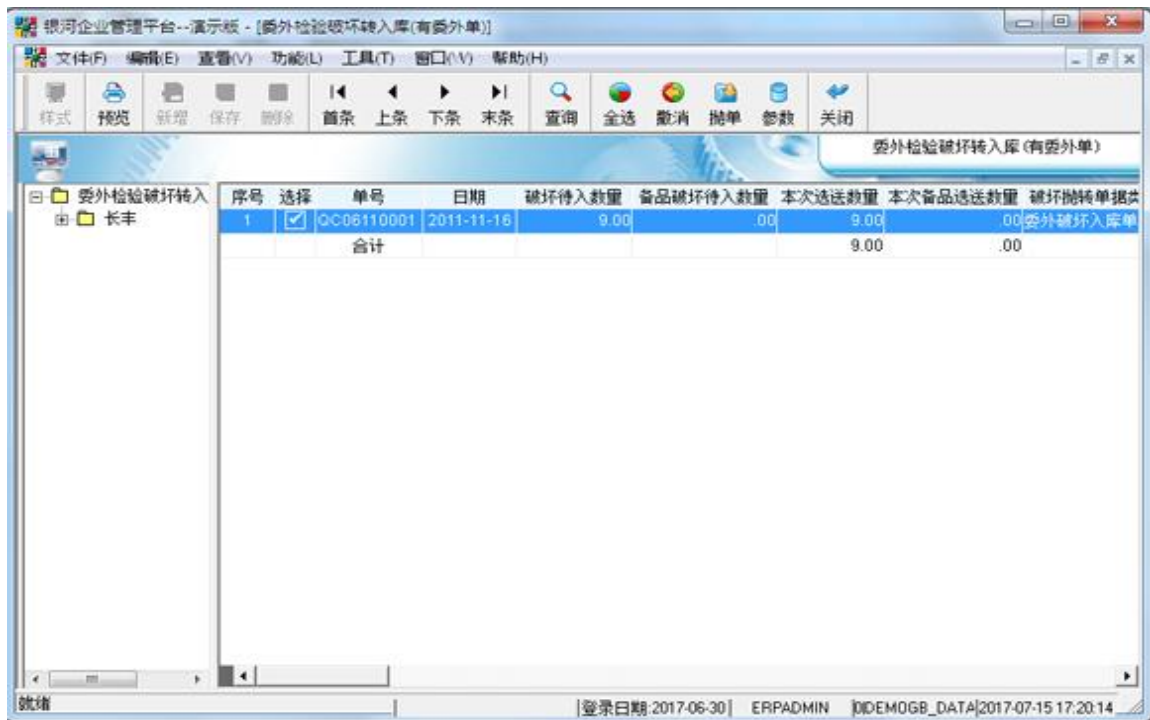 银河企业管理平台--演示版 - [委外检验破坏转入库(有委外单)]
文件(F) 编辑(E) 查看(V) 功能(L) 工具(T) 窗口(W) 帮助(H)
样式 预览 新增 保存 删除 首条 上条 下条 末条 查询 全选 撤消 抛单 参数 关闭
委外检验破坏转入库(有委外单)
委外检验破坏转入
长丰
序号 选择 单号 日期 破坏待入数量 备品破坏待入数量 本次选送数量 本次备品选送数量 破坏抛转单据类
1 QC06110001 2011-11-16 9.00 .00 9.00 .00 委外破坏入库单
合计 9.00 .00
就绪 登录日期:2017-06-30 ERPADMIN 0|DEMOGB_DATA|2017-07-15 17:20:14